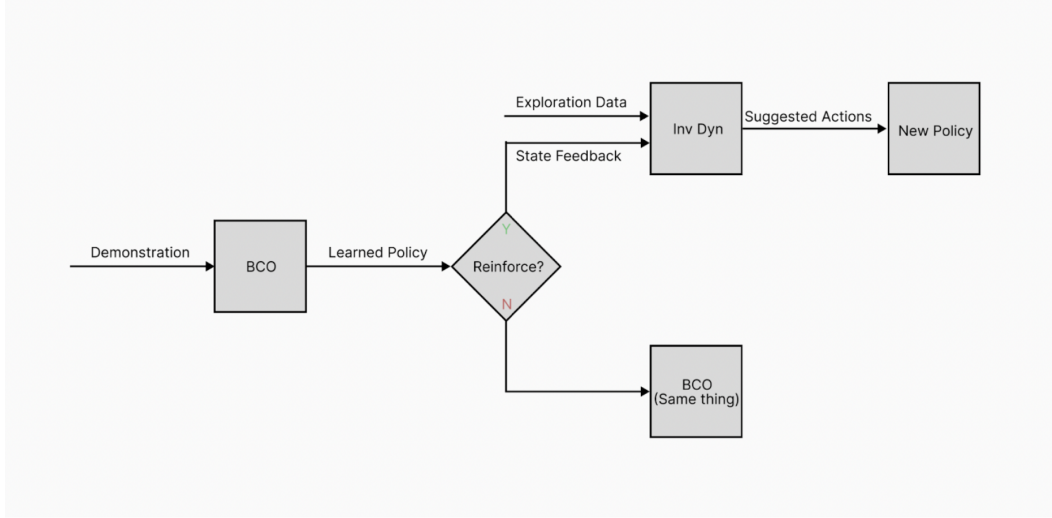 Exploration Data
Inv Dyn
Suggested Actions
New Policy
State Feedback
Y
Demonstration
BCO
Learned Policy
Reinforce?
N
BCO
(Same thing)